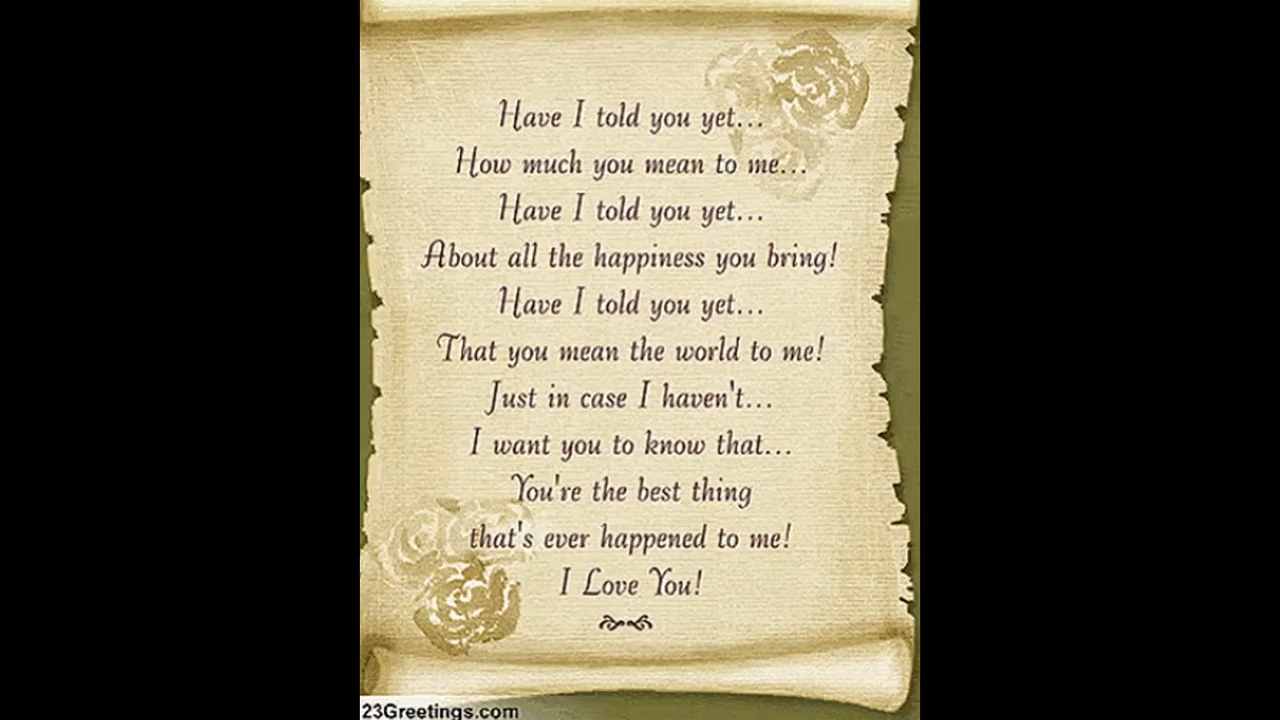 Have I told you yet...
How much you mean to me...
Have I told you yet...
About all the happiness you bring!
Have I told you yet...
That you mean the world to me!
Just in case I haven't...
I want you to know that...
You're the best thing
that's ever happened to me!
I Love You!
23Greetings.com